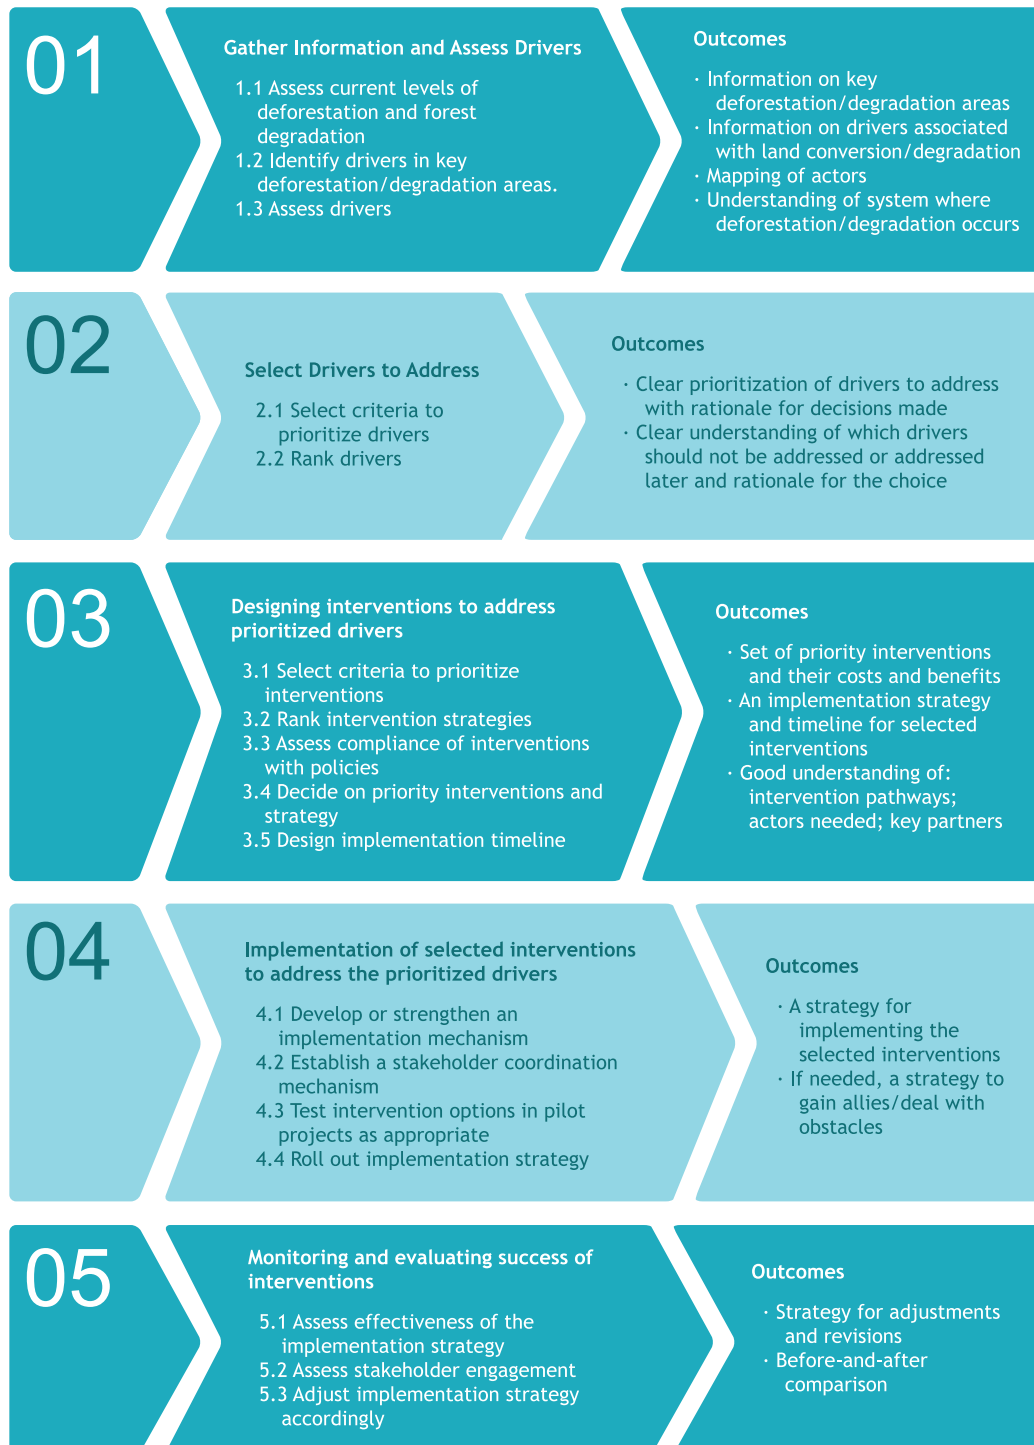 01
Gather Information and Assess Drivers
1.1 Assess current levels of
deforestation and forest
degradation
1.2 Identify drivers in key
deforestation/degradation areas.
1.3 Assess drivers
Outcomes
· Information on key
deforestation/degradation areas
· Information on drivers associated
with land conversion/degradation
· Mapping of actors
· Understanding of system where
deforestation/degradation occurs
02
Select Drivers to Address
2.1 Select criteria to
prioritize drivers
2.2 Rank drivers
Outcomes
· Clear prioritization of drivers to address
with rationale for decisions made
· Clear understanding of which drivers
should not be addressed or addressed
later and rationale for the choice
03
Designing interventions to address
prioritized drivers
3.1 Select criteria to prioritize
interventions
3.2 Rank intervention strategies
3.3 Assess compliance of interventions
with policies
3.4 Decide on priority interventions and
strategy
3.5 Design implementation timeline
Outcomes
· Set of priority interventions
and their costs and benefits
· An implementation strategy
and timeline for selected
interventions
· Good understanding of:
intervention pathways;
actors needed; key partners
04
Implementation of selected interventions
to address the prioritized drivers
4.1 Develop or strengthen an
implementation mechanism
4.2 Establish a stakeholder coordination
mechanism
4.3 Test intervention options in pilot
projects as appropriate
4.4 Roll out implementation strategy
Outcomes
· A strategy for
implementing the
selected interventions
· If needed, a strategy to
gain allies/deal with
obstacles
05
Monitoring and evaluating success of
interventions
5.1 Assess effectiveness of the
implementation strategy
5.2 Assess stakeholder engagement
5.3 Adjust implementation strategy
accordingly
Outcomes
· Strategy for adjustments
and revisions
· Before-and-after
comparison